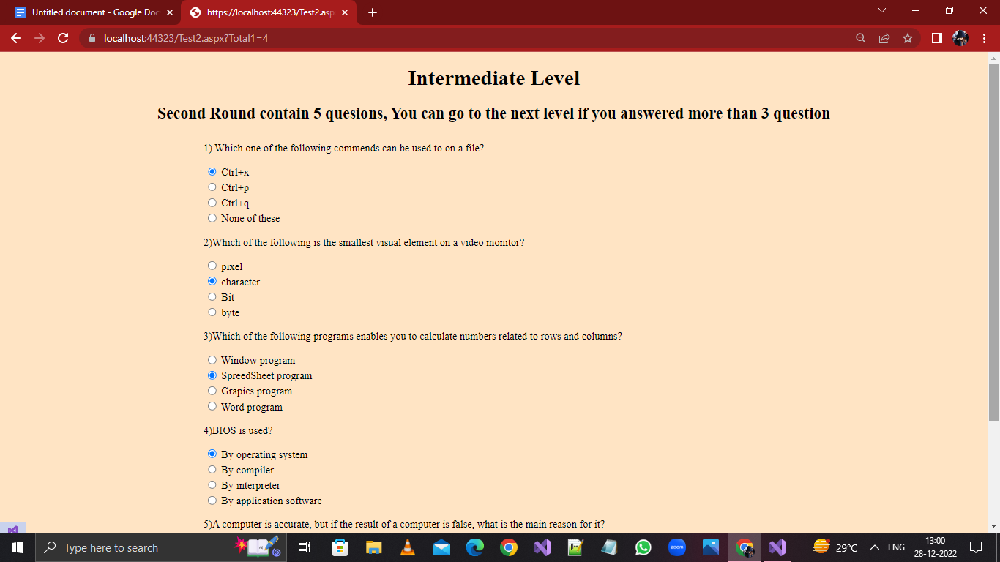 Untitled document - Google Doc
https://localhost:44323/Test2.asp
localhost:44323/Test2.aspx?Total1=4
Intermediate Level
Second Round contain 5 quesions, You can go to the next level if you answered more than 3 question
1) Which one of the following commends can be used to on a file?
Ctrl+x
Ctrl+p
Ctrl+q
None of these
2)Which of the following is the smallest visual element on a video monitor?
pixel
character
Bit
byte
3)Which of the following programs enables you to calculate numbers related to rows and columns?
Window program
SpreedSheet program
Grapics program
Word program
4)BIOS is used?
By operating system
By compiler
By interpreter
By application software
5)A computer is accurate, but if the result of a computer is false, what is the main reason for it?
Type here to search
zoom
29°C
ENG
13:00
28-12-2022